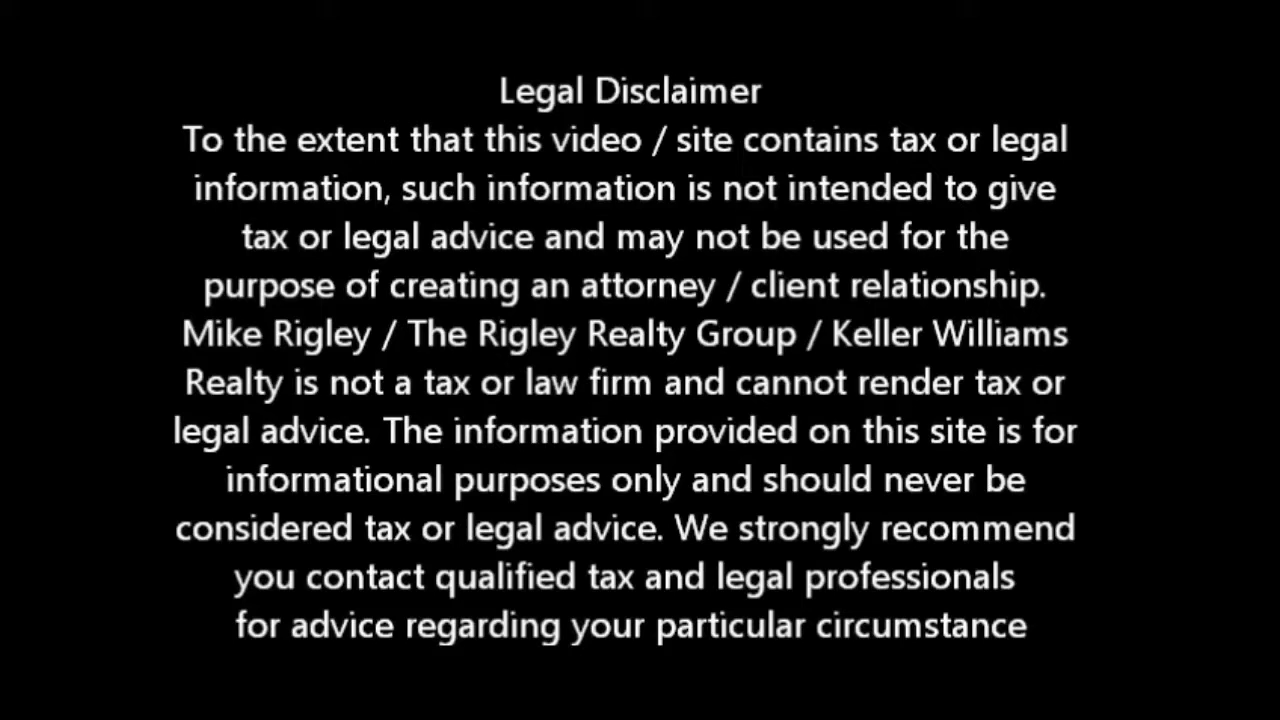 Legal Disclaimer
To the extent that this video / site contains tax or legal
information, such information is not intended to give
tax or legal advice and may not be used for the
purpose of creating an attorney / client relationship.
Mike Rigley / The Rigley Realty Group / Keller Williams
Realty is not a tax or law firm and cannot render tax or
legal advice. The information provided on this site is for
informational purposes only and should never be
considered tax or legal advice. We strongly recommend
you contact qualified tax and legal professionals
for advice regarding your particular circumstance